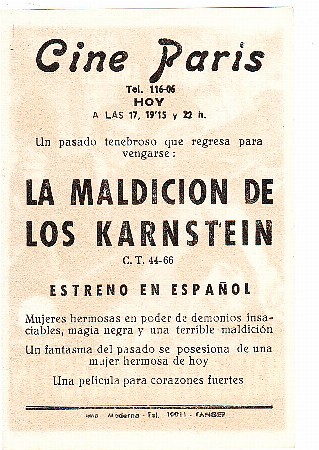 Cine Paris
Tel. 116-06
HOY
A LAS 17, 19'15 y 22 h.
Un pasado tenebroso que regresa para
vengarse :
LA MALDICION DE
LOS KARNSTEIN
C. T. 44-66
ESTRENO EN ESPAÑOL
Mujeres hermosas en poder de demonios insa-
ciables, magia negra y una terrible maldición
Un fantasma del pasado se posesiona de una
mujer hermosa de hoy
Una película para corazones fuertes
Moderna - Tel. - TANGER